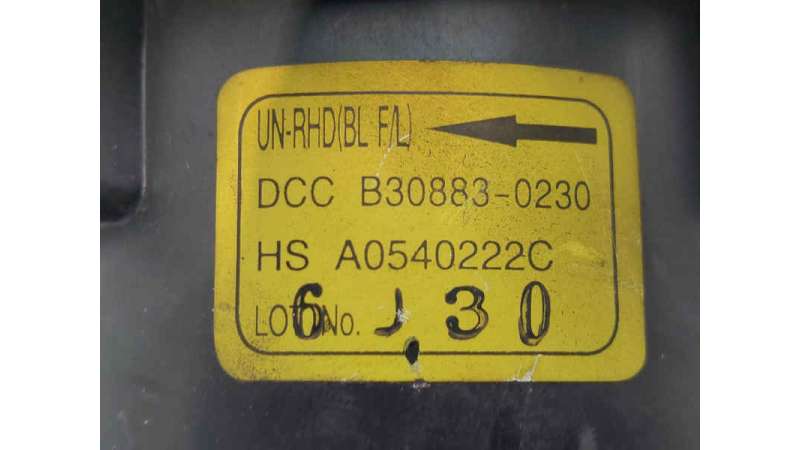 UN-RHD(BL F/L)
DCC B30883-0230
HS A0540222C
LOT No. 6 J 30